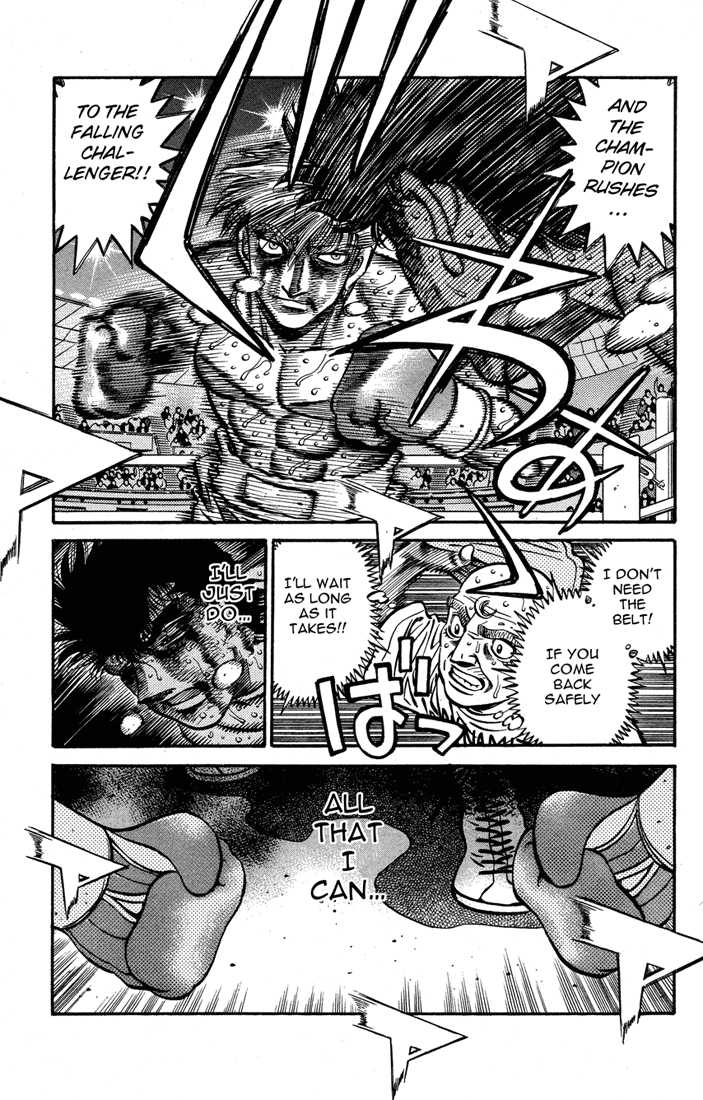 AND
THE
CHAM-
PION
RUSHES
...
TO THE
FALLING
CHAL-
LENGER!!
I DON'T
NEED
THE
BELT!
IF YOU
COME
BACK
SAFELY
I'LL WAIT
AS LONG
AS IT
TAKES!!
ばっ
I'LL
JUST
DO...
ALL
THAT
I
CAN...